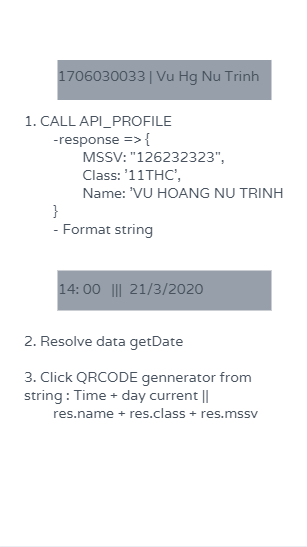 1706030033 | Vu Hg Nu Trinh
1. CALL API_PROFILE
-response => {
MSSV: "126232323",
Class: '11THC',
Name: 'VU HOANG NU TRINH
}
- Format string
14: 00 ||| 21/3/2020
2. Resolve data getDate
3. Click QRCODE gennerator from
string : Time + day current ||
res.name + res.class + res.mssv